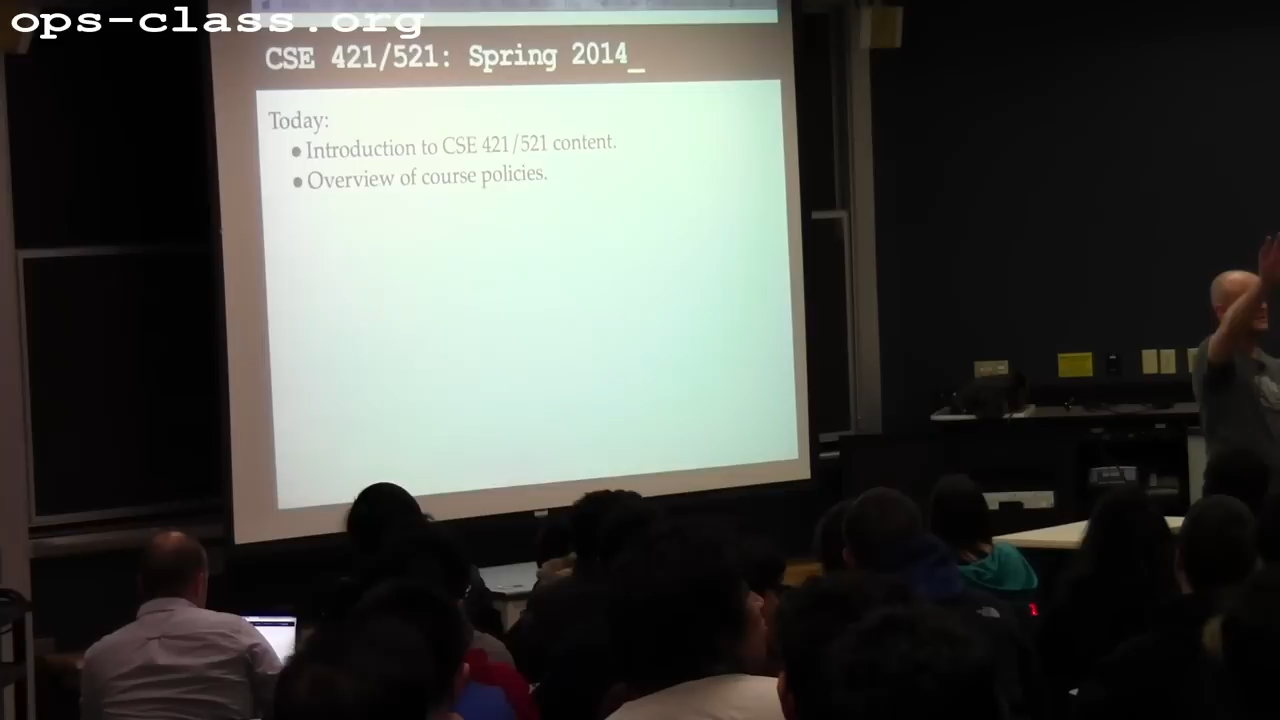 ops-class.org
CSE 421/521: Spring 2014_
Today:
• Introduction to CSE 421/521 content.
• Overview of course policies.